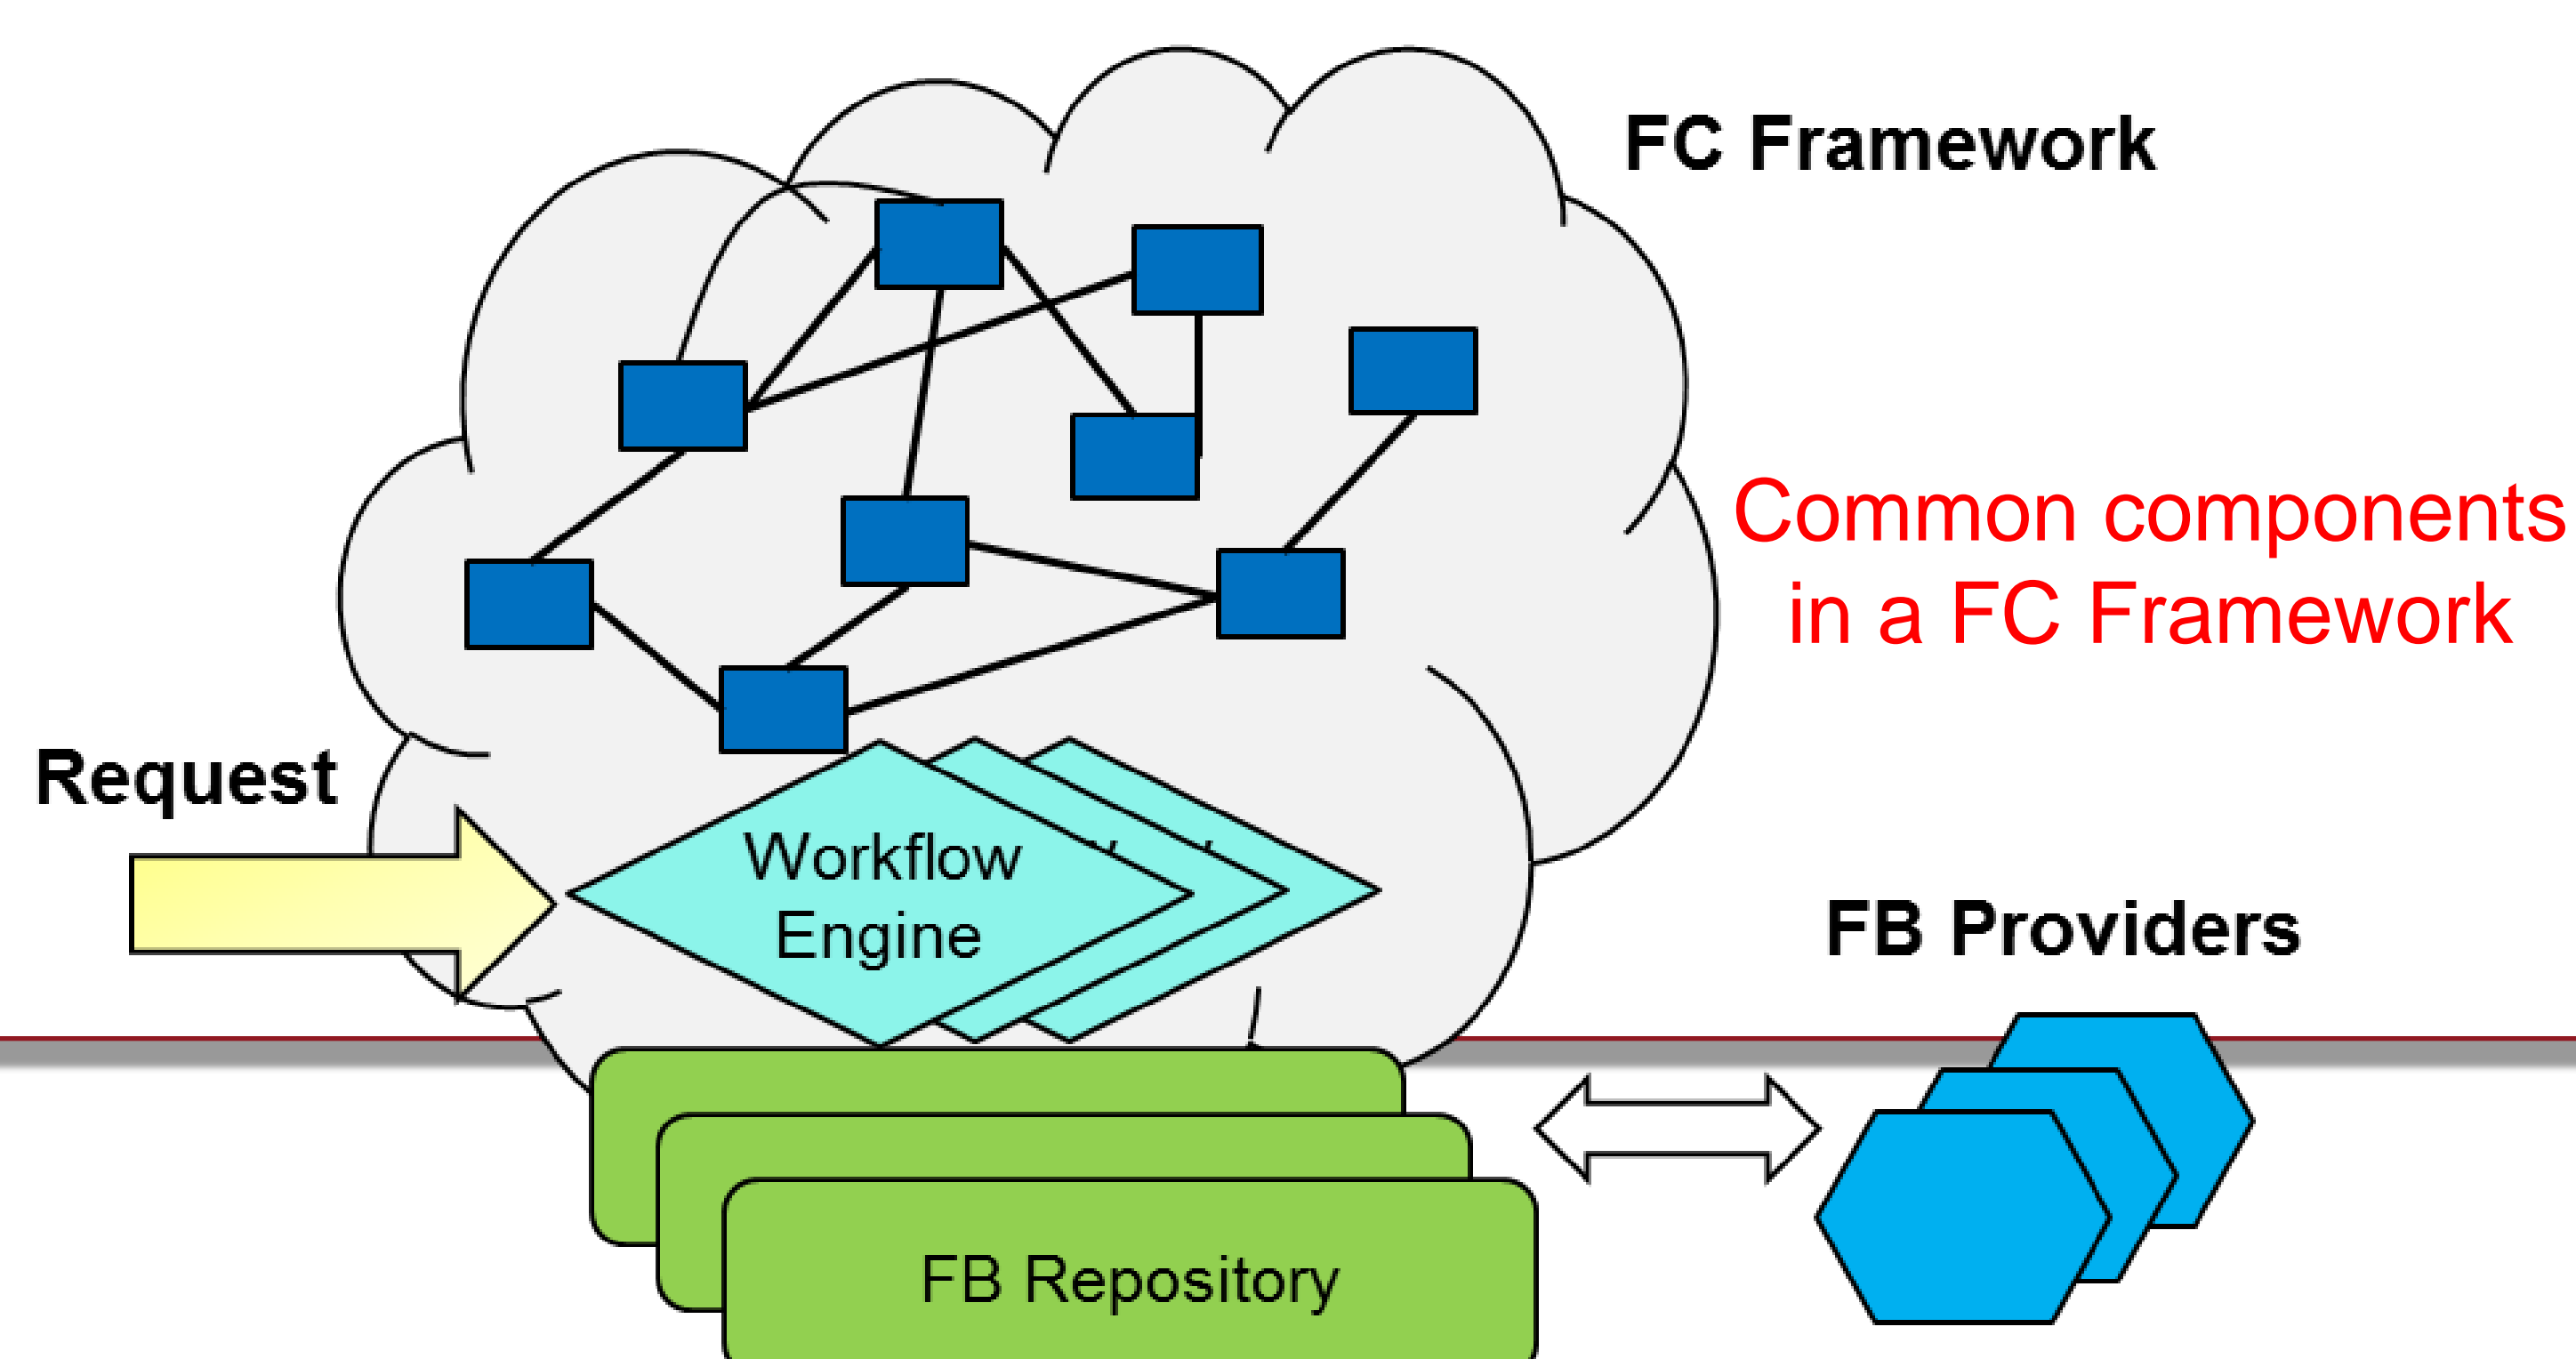 FC Framework
Common components
in a FC Framework
Request
Workflow
Engine
FB Providers
FB Repository